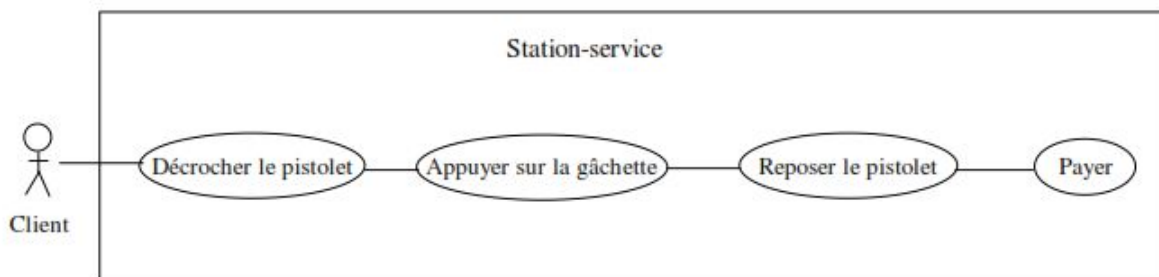 Station-service
Décrocher le pistolet
Appuyer sur la gâchette
Reposer le pistolet
Payer
Client